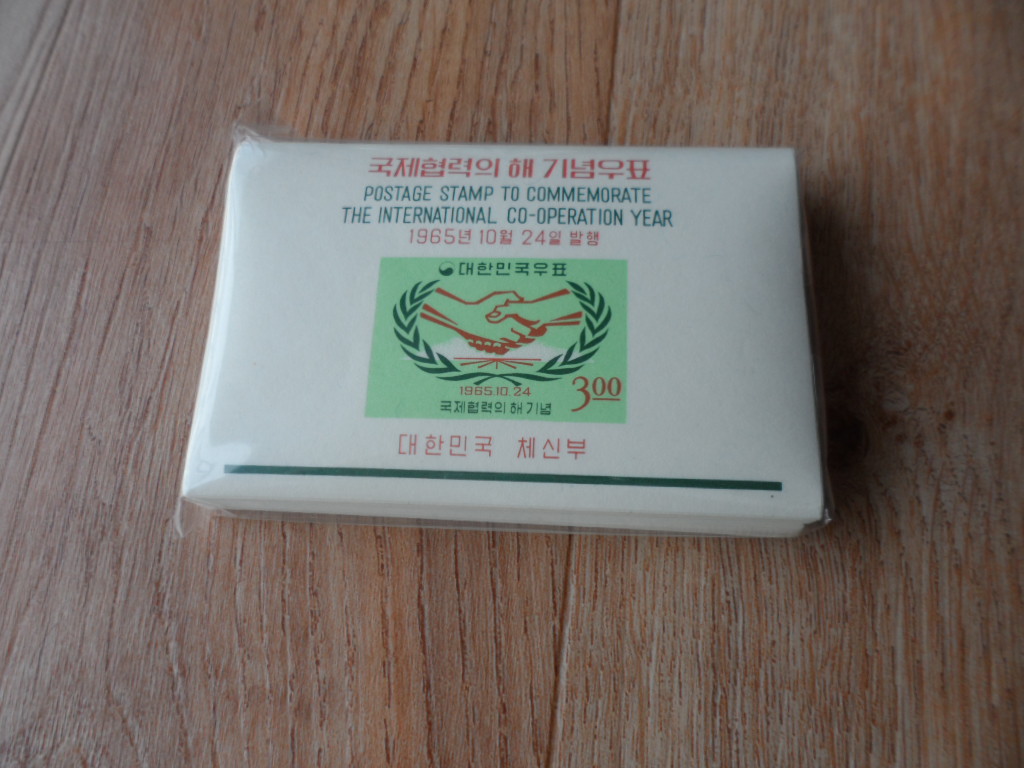 국제협력의 해 기념우표
POSTAGE STAMP TO COMMEMORATE
THE INTERNATIONAL CO-OPERATION YEAR
1965년 10월 24일 발행
대한민국우표
1965.10.24
국제협력의 해 기념
300
대한민국 체신부